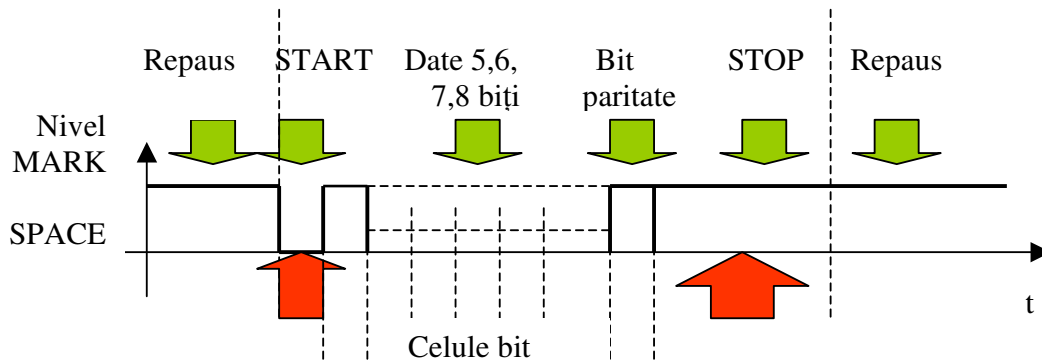 Repaus START Date 5,6, Bit STOP Repaus
7,8 biți paritate
Nivel
MARK
SPACE
t
Celule bit